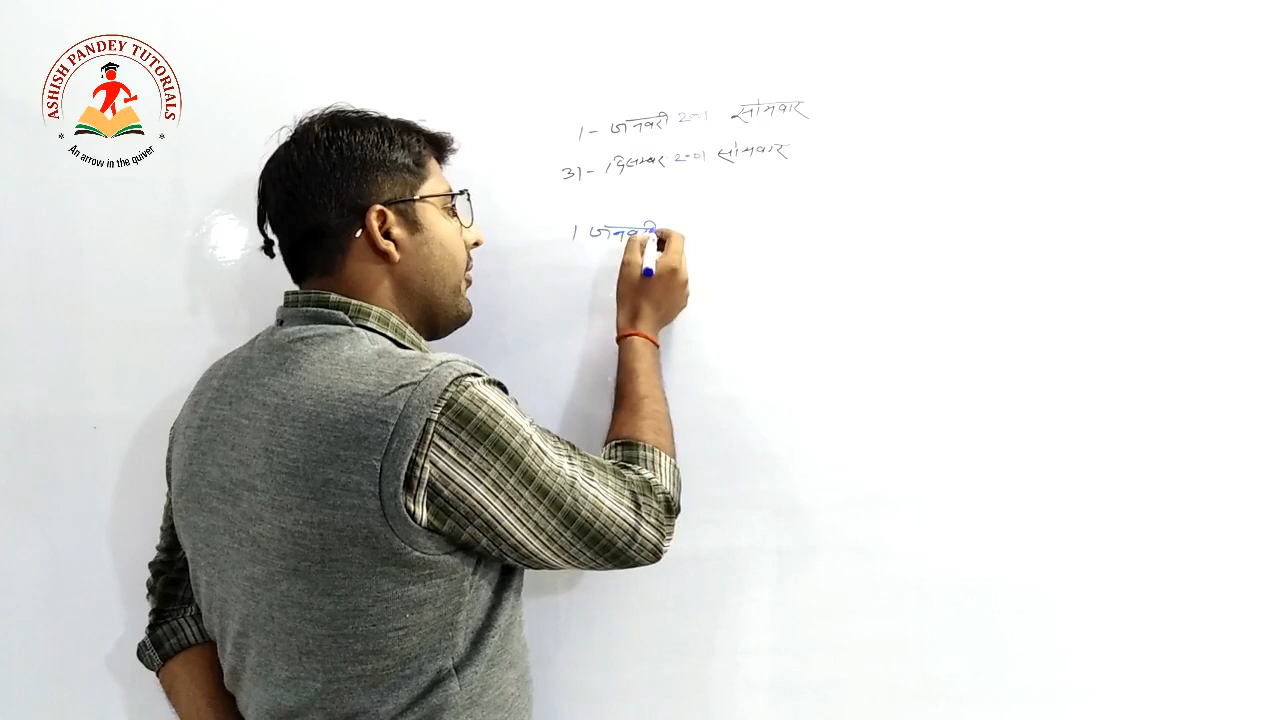 ASHISH PANDEY TUTORIALS
An arrow in the quiver
1 - जनवरी 2001 सोमवार
31 - दिसम्बर 2001 सोमवार
1 जनवरी